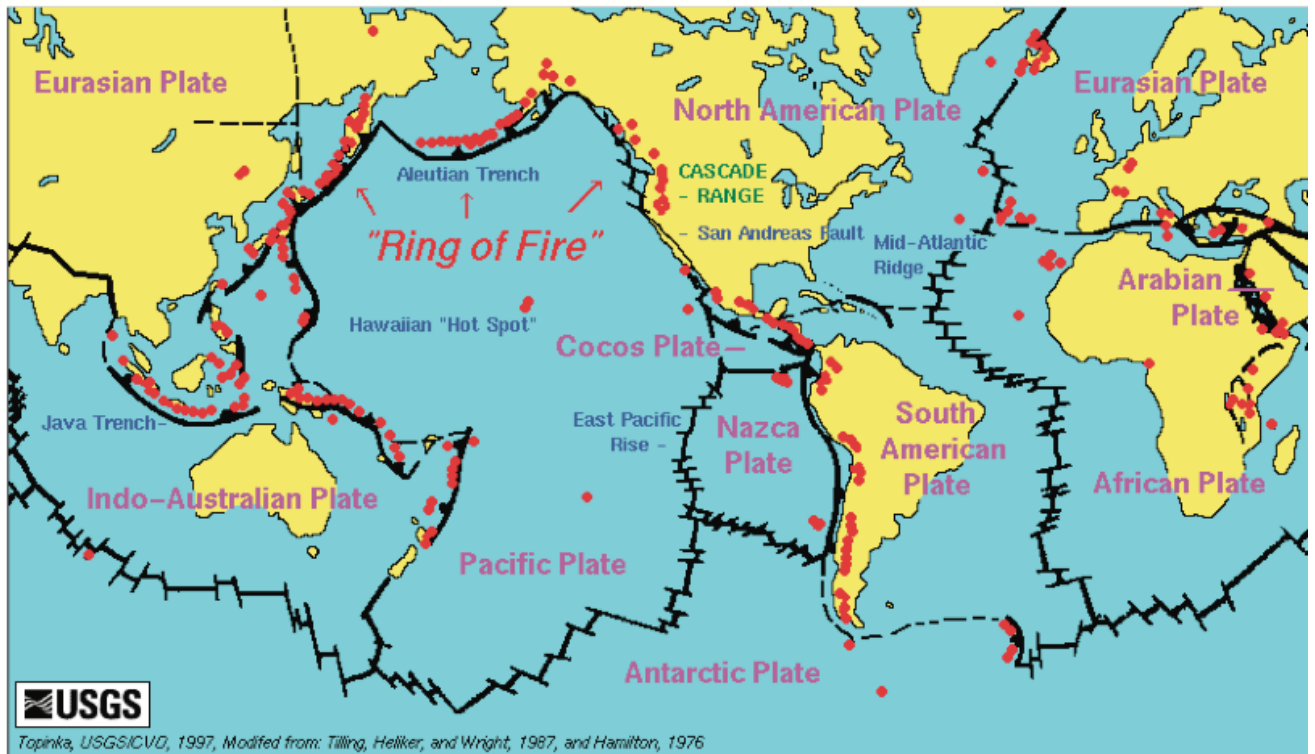 Eurasian Plate
Eurasian Plate
North American Plate
Aleutian Trench
CASCADE
- RANGE
"Ring of Fire"
- San Andreas Fault
Mid-Atlantic
Ridge
Arabian
Plate
Hawaiian "Hot Spot"
Cocos Plate
Java Trench-
East Pacific
Rise -
Nazca
Plate
South
American
Plate
African Plate
Indo-Australian Plate
Pacific Plate
Antarctic Plate
USGS
Topinka, USGS/CVO, 1997, Modifed from: Tilling, Heliker, and Wright, 1987, and Hamilton, 1976